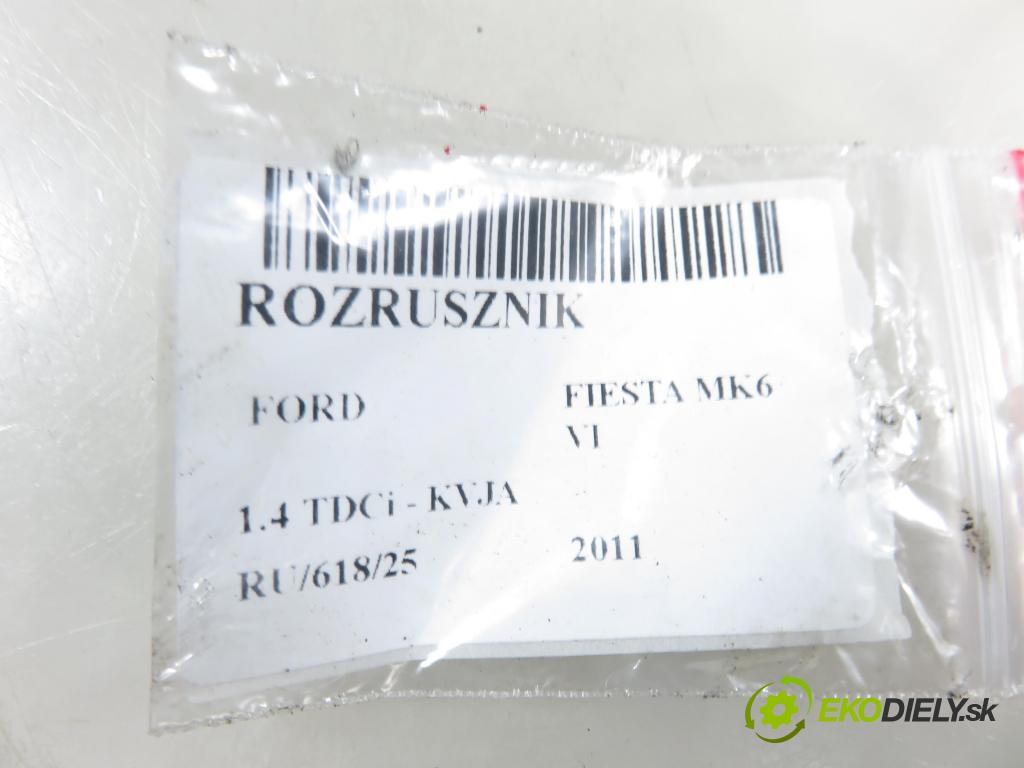 ROZRUSZNIK
FORD FIESTA MK6
VI
1.4 TDCi - KVJA
RU/618/25 2011
EKODIELY.sk